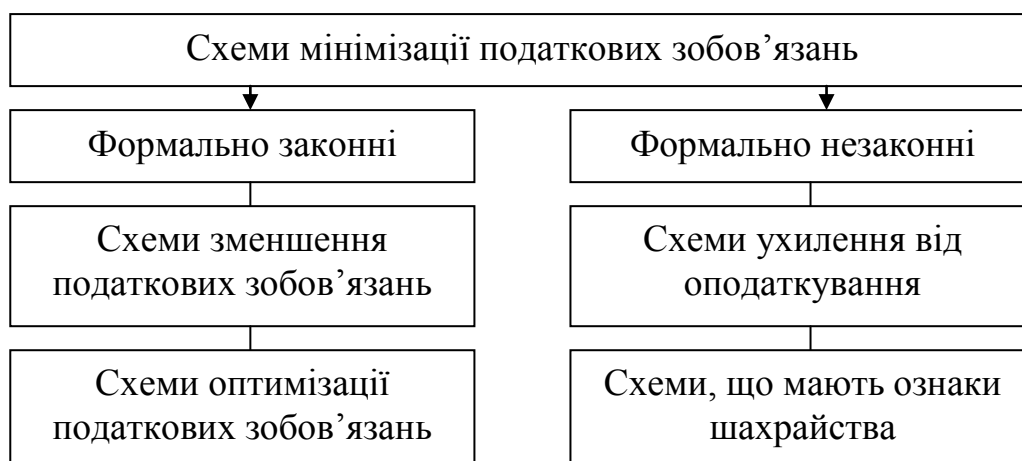 Схеми мінімізації податкових зобов’язань
Формально законні
Формально незаконні
Схеми зменшення
податкових зобов’язань
Схеми ухилення від
оподаткування
Схеми оптимізації
податкових зобов’язань
Схеми, що мають ознаки
шахрайства